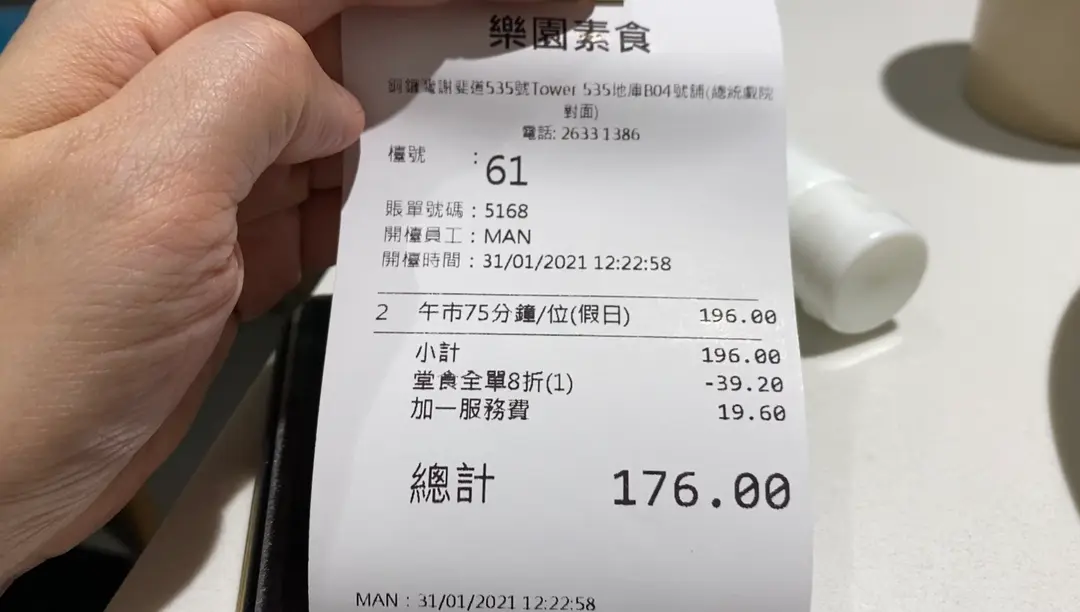 樂園素食
銅鑼灣謝斐道535號Tower 535地庫B04號舖(總統戲院
對面)
電話: 26331386
檯號 : 61
賬單號碼 : 5168
開檯員工 : MAN
開檯時間 : 31/01/2021 12:22:58
2 午市75分鐘/位(假日) 196.00
小計 196.00
堂食全單8折(1) -39.20
加一服務費 19.60
總計 176.00
MAN : 31/01/2021 12:22:58